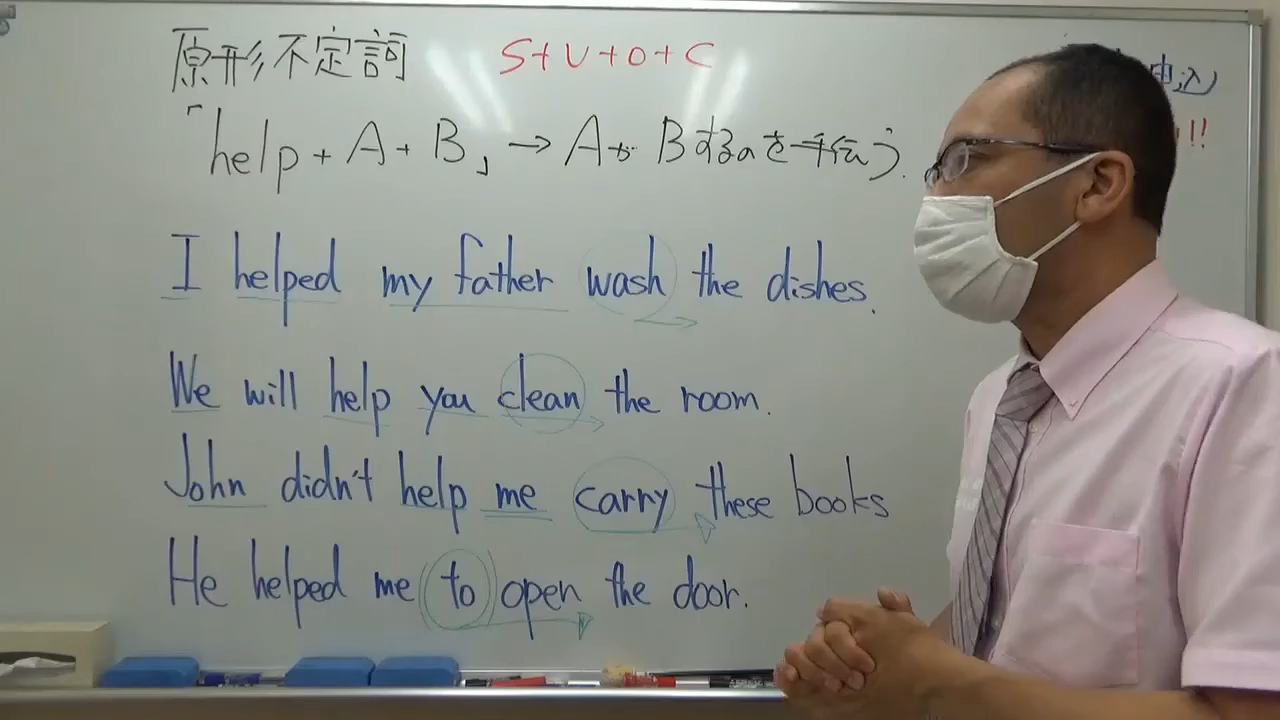 原形不定詞 S+V+O+C
「help + A + B」→ AがBするのを手伝う.
申込
!!
I helped my father wash the dishes.
We will help you clean the room.
John didn't help me carry these books
He helped me (to) open the door.